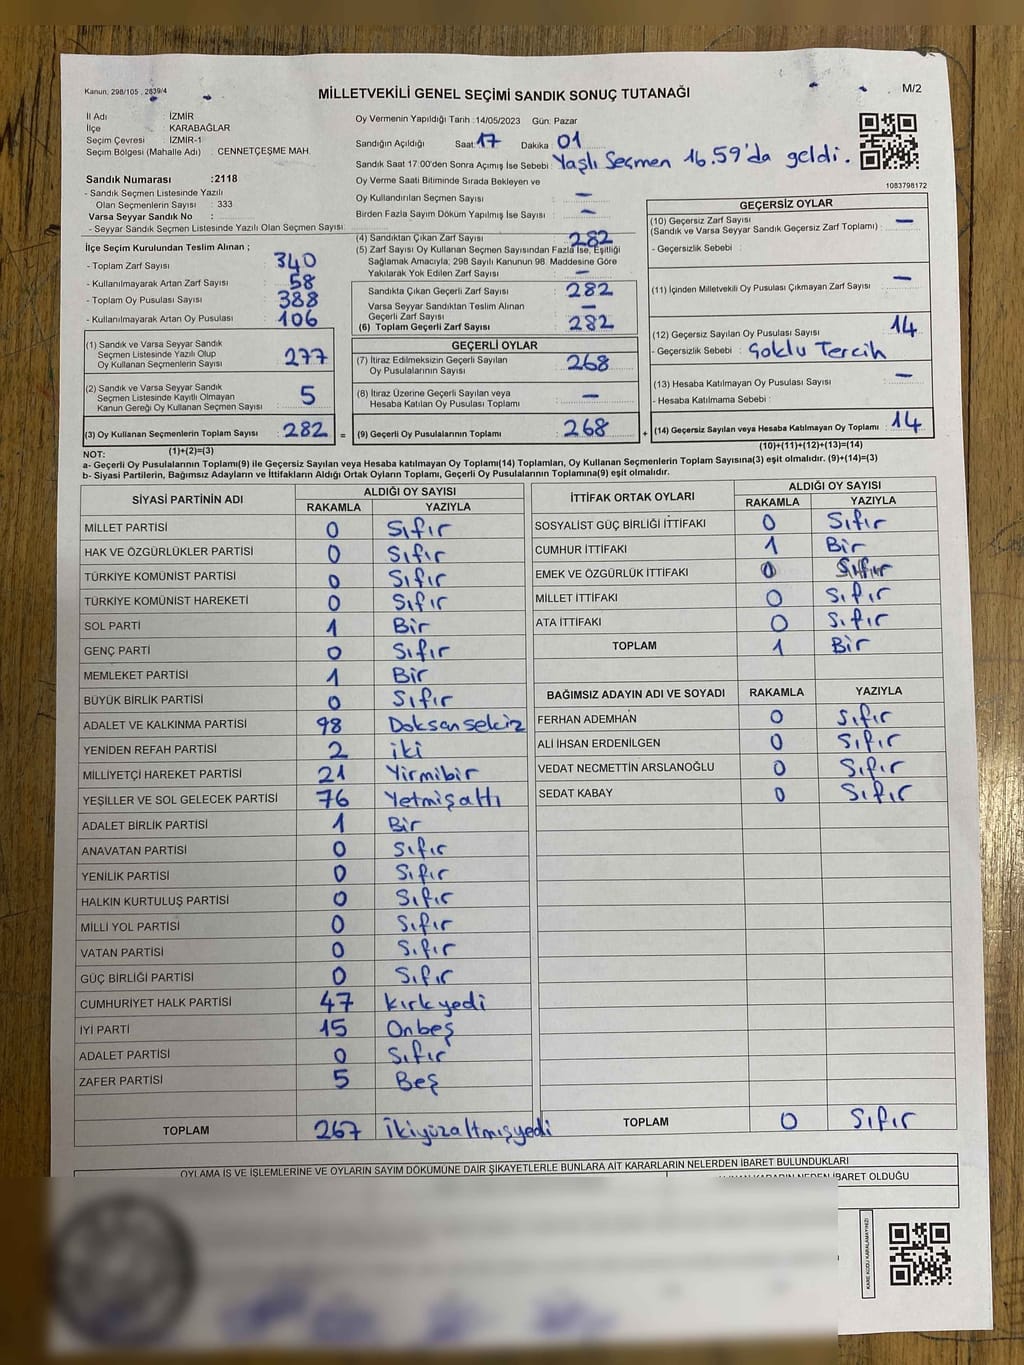 Kanun, 298/105 , 2839/4
MİLLETVEKİLİ GENEL SEÇİMİ SANDIK SONUÇ TUTANAĞI
M/2
İl Adı : İZMİR
İlçe : KARABAĞLAR
Seçim Çevresi : İZMİR-1
Seçim Bölgesi (Mahalle Adı) : CENNETÇEŞME MAH.
Oy Vermenin Yapıldığı Tarih :14/05/2023 Gün: Pazar
Sandığın Açıldığı Saat: 17 Dakika : 01
Sandık Saat 17:00'den Sonra Açımış İse Sebebi : Yaşlı Seçmen 16.59'da geldi.
Oy Verme Saati Bitiminde Sırada Bekleyen ve
Oy Kullandırılan Seçmen Sayısı : —
Birden Fazla Sayım Döküm Yapılmış İse Sayısı : —
1083798172
Sandık Numarası :2118
- Sandık Seçmen Listesinde Yazılı
Olan Seçmenlerin Sayısı : 333
Varsa Seyyar Sandık No :
- Seyyar Sandık Seçmen Listesinde Yazılı Olan Seçmen Sayısı:
İlçe Seçim Kurulundan Teslim Alınan ;
- Toplam Zarf Sayısı : 340
- Kullanılmayarak Artan Zarf Sayısı : 58
- Toplam Oy Pusulası Sayısı : 388
- Kullanılmayarak Artan Oy Pusulası : 106
(1) Sandık ve Varsa Seyyar Sandık
Seçmen Listesinde Yazılı Olup
Oy Kullanan Seçmenlerin Sayısı : 277
(2) Sandık ve Varsa Seyyar Sandık
Seçmen Listesinde Kayıtlı Olmayan
Kanun Gereği Oy Kullanan Seçmen Sayısı : 5
(3) Oy Kullanan Seçmenlerin Toplam Sayısı : 282 =
(1)+(2)=(3)
(4) Sandıktan Çıkan Zarf Sayısı : 282
(5) Zarf Sayısı Oy Kullanan Seçmen Sayısından Fazla İse, Eşitliği
Sağlamak Amacıyla, 298 Sayılı Kanunun 98. Maddesine Göre
Yakılarak Yok Edilen Zarf Sayısı : —
Sandıkta Çıkan Geçerli Zarf Sayısı : 282
Varsa Seyyar Sandıktan Teslim Alınan
Geçerli Zarf Sayısı : —
(6) Toplam Geçerli Zarf Sayısı : 282
GEÇERLİ OYLAR
(7) İtiraz Edilmeksizin Geçerli Sayılan
Oy Pusulalarının Sayısı : 268
(8) İtiraz Üzerine Geçerli Sayılan veya
Hesaba Katılan Oy Pusulası Toplamı : —
(9) Geçerli Oy Pusulalarının Toplamı : 268 +
GEÇERSİZ OYLAR
(10) Geçersiz Zarf Sayısı : —
(Sandık ve Varsa Seyyar Sandık Geçersiz Zarf Toplamı)
- Geçersizlik Sebebi :
(11) İçinden Milletvekili Oy Pusulası Çıkmayan Zarf Sayısı : —
(12) Geçersiz Sayılan Oy Pusulası Sayısı : 14
- Geçersizlik Sebebi : Çoklu Tercih
(13) Hesaba Katılmayan Oy Pusulası Sayısı : —
- Hesaba Katılmama Sebebi :
(14) Geçersiz Sayılan veya Hesaba Katılmayan Oy Toplamı : 14
(10)+(11)+(12)+(13)=(14)
NOT:
a- Geçerli Oy Pusulalarının Toplamı(9) ile Geçersiz Sayılan veya Hesaba katılmayan Oy Toplamı(14) Toplamları, Oy Kullanan Seçmenlerin Toplam Sayısına(3) eşit olmalıdır. (9)+(14)=(3)
b- Siyasi Partilerin, Bağımsız Adayların ve İttifakların Aldığı Ortak Oyların Toplamı, Geçerli Oy Pusulalarının Toplamına(9) eşit olmalıdır.
SİYASİ PARTİNİN ADI ALDIĞI OY SAYISI
RAKAMLA YAZIYLA
MİLLET PARTİSİ 0 Sıfır
HAK VE ÖZGÜRLÜKLER PARTİSİ 0 Sıfır
TÜRKİYE KOMÜNİST PARTİSİ 0 Sıfır
TÜRKİYE KOMÜNİST HAREKETİ 0 Sıfır
SOL PARTİ 1 Bir
GENÇ PARTİ 0 Sıfır
MEMLEKET PARTİSİ 1 Bir
BÜYÜK BİRLİK PARTİSİ 0 Sıfır
ADALET VE KALKINMA PARTİSİ 98 Doksan sekiz
YENİDEN REFAH PARTİSİ 2 iki
MİLLİYETÇİ HAREKET PARTİSİ 21 Yirmibir
YEŞİLLER VE SOL GELECEK PARTİSİ 76 Yetmişaltı
ADALET BİRLİK PARTİSİ 1 Bir
ANAVATAN PARTİSİ 0 Sıfır
YENİLİK PARTİSİ 0 Sıfır
HALKIN KURTULUŞ PARTİSİ 0 Sıfır
MİLLİ YOL PARTİSİ 0 Sıfır
VATAN PARTİSİ 0 Sıfır
GÜÇ BİRLİĞİ PARTİSİ 0 Sıfır
CUMHURİYET HALK PARTİSİ 47 kırk yedi
İYİ PARTİ 15 Onbeş
ADALET PARTİSİ 0 Sıfır
ZAFER PARTİSİ 5 Beş
TOPLAM 267 ikiyüzaltmışyedi
İTTİFAK ORTAK OYLARI ALDIĞI OY SAYISI
RAKAMLA YAZIYLA
SOSYALİST GÜÇ BİRLİĞİ İTTİFAKI 0 Sıfır
CUMHUR İTTİFAKI 1 Bir
EMEK VE ÖZGÜRLÜK İTTİFAKI 0 Sıfır
MİLLET İTTİFAKI 0 Sıfır
ATA İTTİFAKI 0 Sıfır
TOPLAM 1 Bir
BAĞIMSIZ ADAYIN ADI VE SOYADI RAKAMLA YAZIYLA
FERHAN ADEMHAN 0 Sıfır
ALİ İHSAN ERDENİLGEN 0 Sıfır
VEDAT NECMETTİN ARSLANOĞLU 0 Sıfır
SEDAT KABAY 0 Sıfır
TOPLAM 0 Sıfır
OYLAMA İŞ VE İŞLEMLERİNE VE OYLARIN SAYIM DÖKÜMÜNE DAİR ŞİKAYETLERLE BUNLARA AİT KARARLARIN NELERDEN İBARET BULUNDUKLARI
KARARIN NEDEN İBARET OLDUĞU
KARE KODU KARALAMAYINIZ!